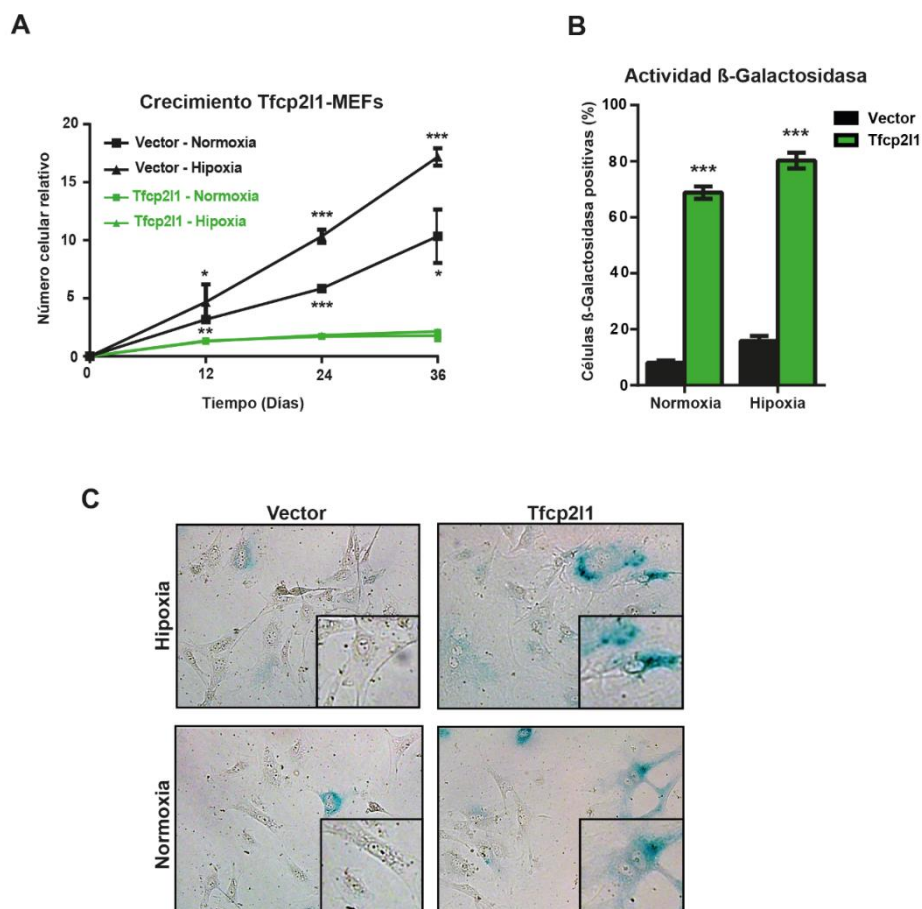 A
Crecimiento Tfcp2l1-MEFs
Número celular relativo
20
15
10
5
0
Vector - Normoxia
Vector - Hipoxia
Tfcp2l1 - Normoxia
Tfcp2l1 - Hipoxia
*
**
***
***
***
*
0
12
24
36
Tiempo (Días)
B
Actividad ß-Galactosidasa
Células ß-Galactosidasa positivas (%)
100
80
60
40
20
0
***
***
Vector
Tfcp2l1
Normoxia
Hipoxia
C
Vector
Tfcp2l1
Hipoxia
Normoxia